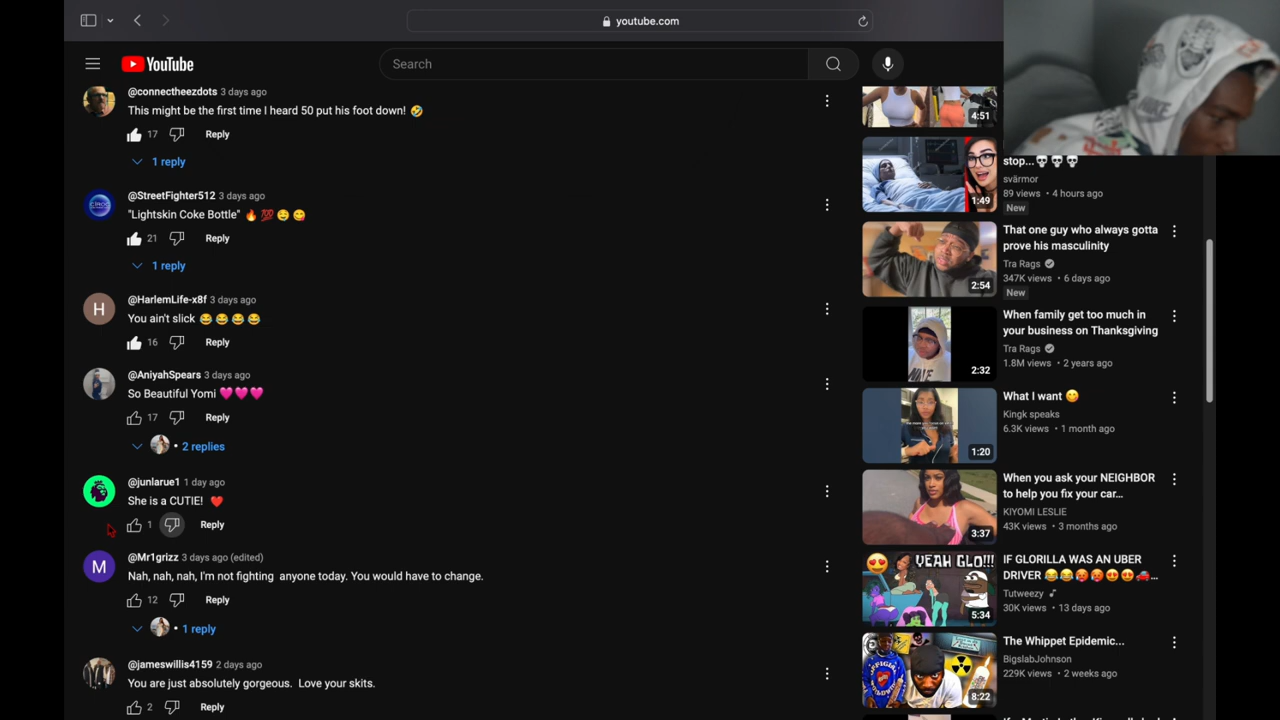 youtube.com
YouTube
Search
@connectheezdots 3 days ago
This might be the first time I heard 50 put his foot down! 🤣
17 Reply
1 reply
@StreetFighter512 3 days ago
"Lightskin Coke Bottle" 🔥 💯 🤤 😋
21 Reply
1 reply
H
@HarlemLife-x8f 3 days ago
You ain't slick 😂 😂 😂 😂
16 Reply
@AniyahSpears 3 days ago
So Beautiful Yomi 💗💗💗
17 Reply
• 2 replies
@junlarue1 1 day ago
She is a CUTIE! ❤️
1 Reply
M
@Mr1grizz 3 days ago (edited)
Nah, nah, nah, I'm not fighting anyone today. You would have to change.
12 Reply
• 1 reply
@jameswillis4159 2 days ago
You are just absolutely gorgeous. Love your skits.
2 Reply
4:51
1:49
stop...💀💀💀
svärmor
89 views • 4 hours ago
New
2:54
That one guy who always gotta
prove his masculinity
Tra Rags
347K views • 6 days ago
New
2:32
When family get too much in
your business on Thanksgiving
Tra Rags
1.8M views • 2 years ago
1:20
What I want 😋
Kingk speaks
6.3K views • 1 month ago
3:37
When you ask your NEIGHBOR
to help you fix your car...
KIYOMI LESLIE
43K views • 3 months ago
YEAH GLO!!!
5:34
IF GLORILLA WAS AN UBER
DRIVER 😂😂🥵🥵😍😍🚗...
Tutweezy
30K views • 13 days ago
8:22
The Whippet Epidemic...
BigslabJohnson
229K views • 2 weeks ago